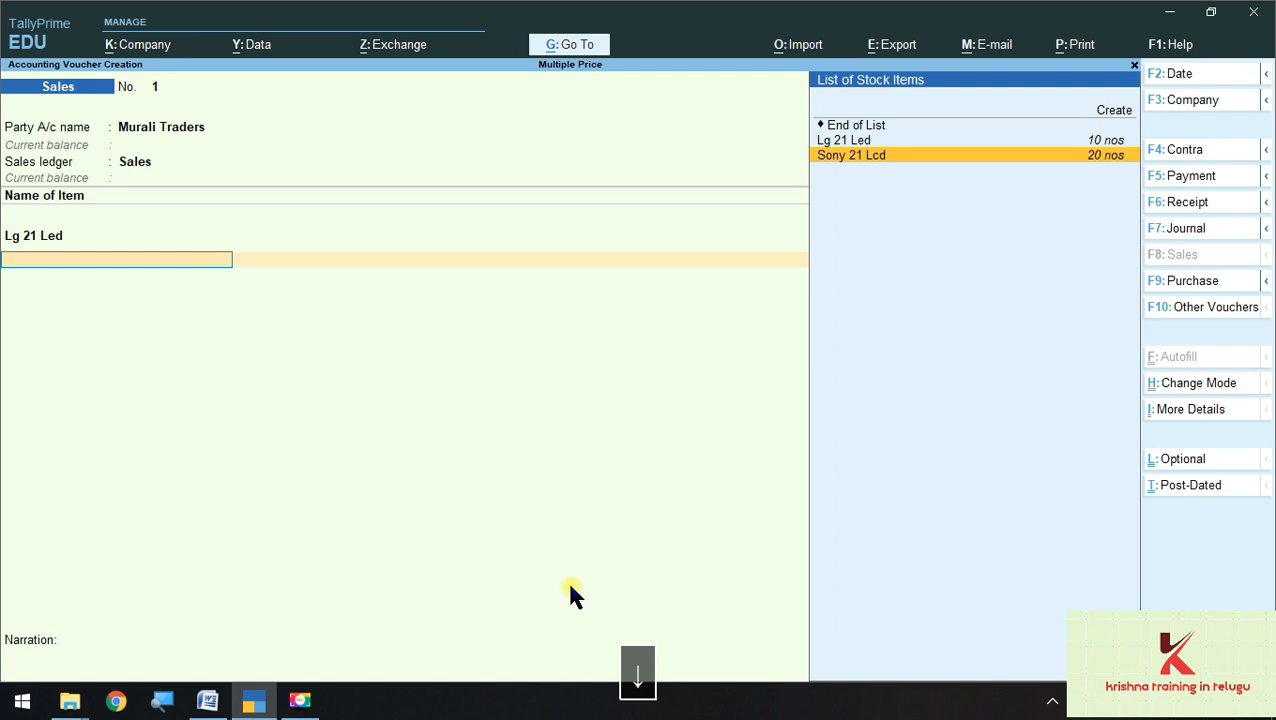 TallyPrime
EDU
MANAGE
K: Company
Y: Data
Z: Exchange
G: Go To
O: Import
E: Export
M: E-mail
P: Print
F1: Help
Accounting Voucher Creation
Multiple Price
Sales No. 1
Party A/c name : Murali Traders
Current balance :
Sales ledger : Sales
Current balance :
Name of Item
Lg 21 Led
Narration:
List of Stock Items
Create
♦ End of List
Lg 21 Led 10 nos
Sony 21 Lcd 20 nos
F2: Date
F3: Company
F4: Contra
F5: Payment
F6: Receipt
F7: Journal
F8: Sales
F9: Purchase
F10: Other Vouchers
F: Autofill
H: Change Mode
I: More Details
L: Optional
T: Post-Dated
krishna training in telugu